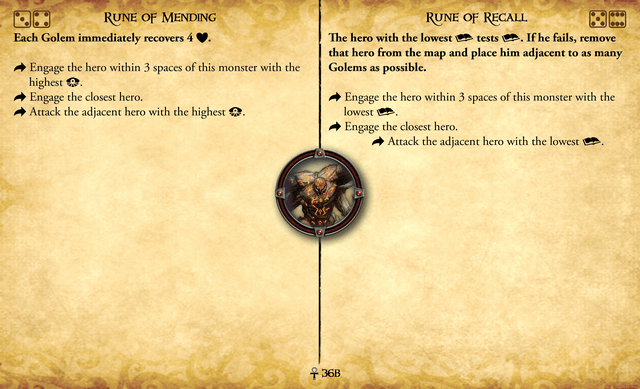 Rune of Mending
Each Golem immediately recovers 4 .
Engage the hero within 3 spaces of this monster with the
highest .
Engage the closest hero.
Attack the adjacent hero with the highest .
Rune of Recall
The hero with the lowest tests . If he fails, remove
that hero from the map and place him adjacent to as many
Golems as possible.
Engage the hero within 3 spaces of this monster with the
lowest .
Engage the closest hero.
Attack the adjacent hero with the lowest .
36B